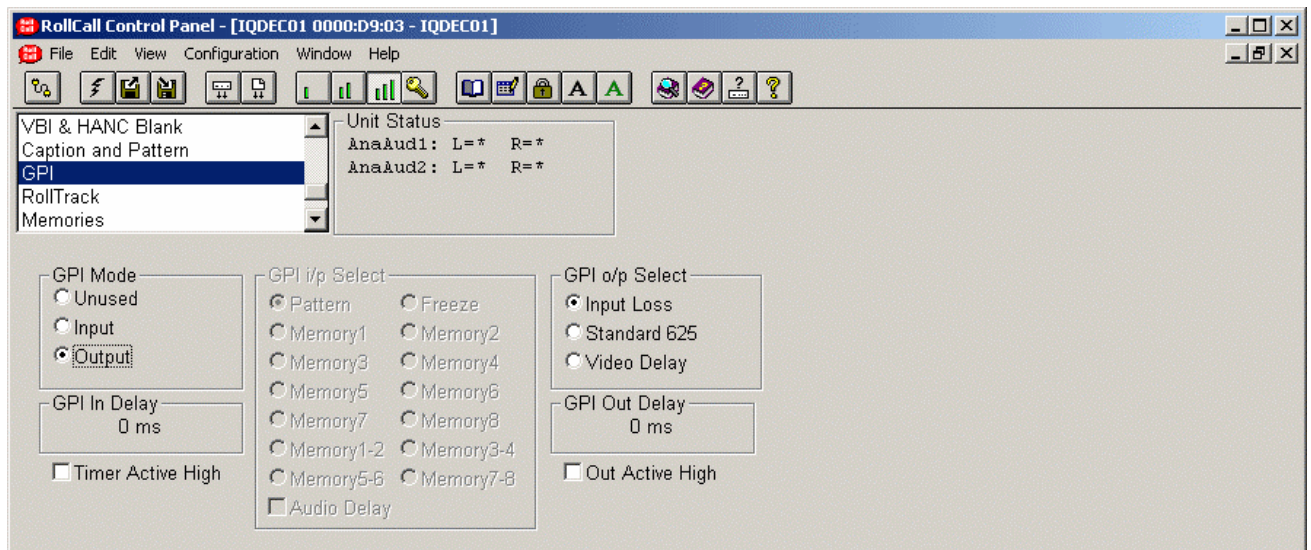 RollCall Control Panel - [IQDEC01 0000:D9:03 - IQDEC01]
File Edit View Configuration Window Help
A A
VBI & HANC Blank
Caption and Pattern
GPI
RollTrack
Memories
Unit Status
AnaAud1: L=* R=*
AnaAud2: L=* R=*
GPI Mode
Unused
Input
Output
GPI In Delay
0 ms
Timer Active High
GPI i/p Select
Pattern Freeze
Memory1 Memory2
Memory3 Memory4
Memory5 Memory6
Memory7 Memory8
Memory1-2 Memory3-4
Memory5-6 Memory7-8
Audio Delay
GPI o/p Select
Input Loss
Standard 625
Video Delay
GPI Out Delay
0 ms
Out Active High